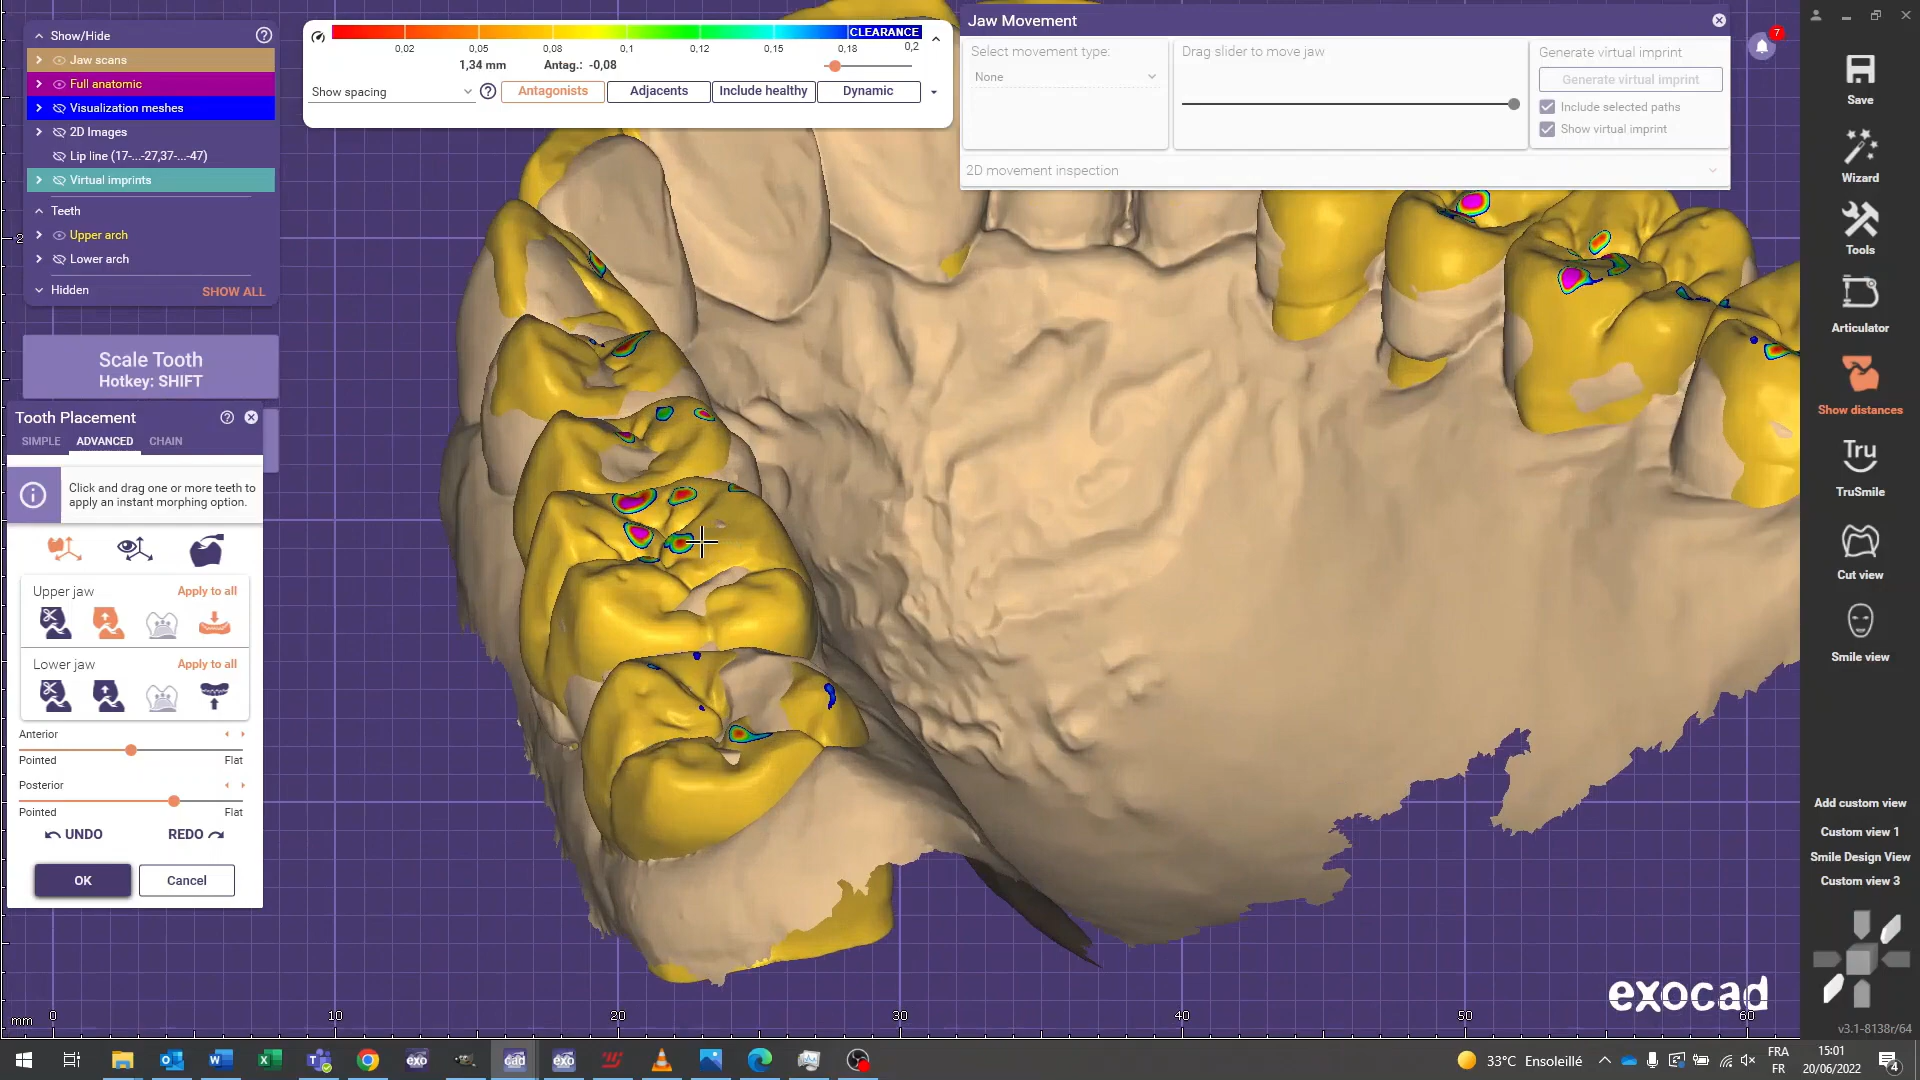 Show/Hide
Jaw scans
Full anatomic
Visualization meshes
2D Images
Lip line (17-...-27,37-...-47)
Virtual imprints
Teeth
Upper arch
Lower arch
Hidden
SHOW ALL
Scale Tooth
Hotkey: SHIFT
Tooth Placement
SIMPLE
ADVANCED
CHAIN
Click and drag one or more teeth to
apply an instant morphing option.
Upper jaw
Apply to all
Lower jaw
Apply to all
Anterior
Pointed
Flat
Posterior
Pointed
Flat
UNDO
REDO
OK
Cancel
CLEARANCE
0,02
0,05
0,08
0,1
0,12
0,15
0,18
0,2
1,34 mm
Antag.: -0,08
Show spacing
Antagonists
Adjacents
Include healthy
Dynamic
Jaw Movement
Select movement type:
None
Drag slider to move jaw
Generate virtual imprint
Generate virtual imprint
Include selected paths
Show virtual imprint
2D movement inspection
7
Save
Wizard
Tools
Articulator
Show distances
Tru
TruSmile
Cut view
Smile view
Add custom view
Custom view 1
Smile Design View
Custom view 3
exocad
v3.1-8138r/64
2
mm
0
10
20
30
40
50
60
exo
cad
exo
33°C Ensoleillé
FRA
FR
15:01
20/06/2022
4